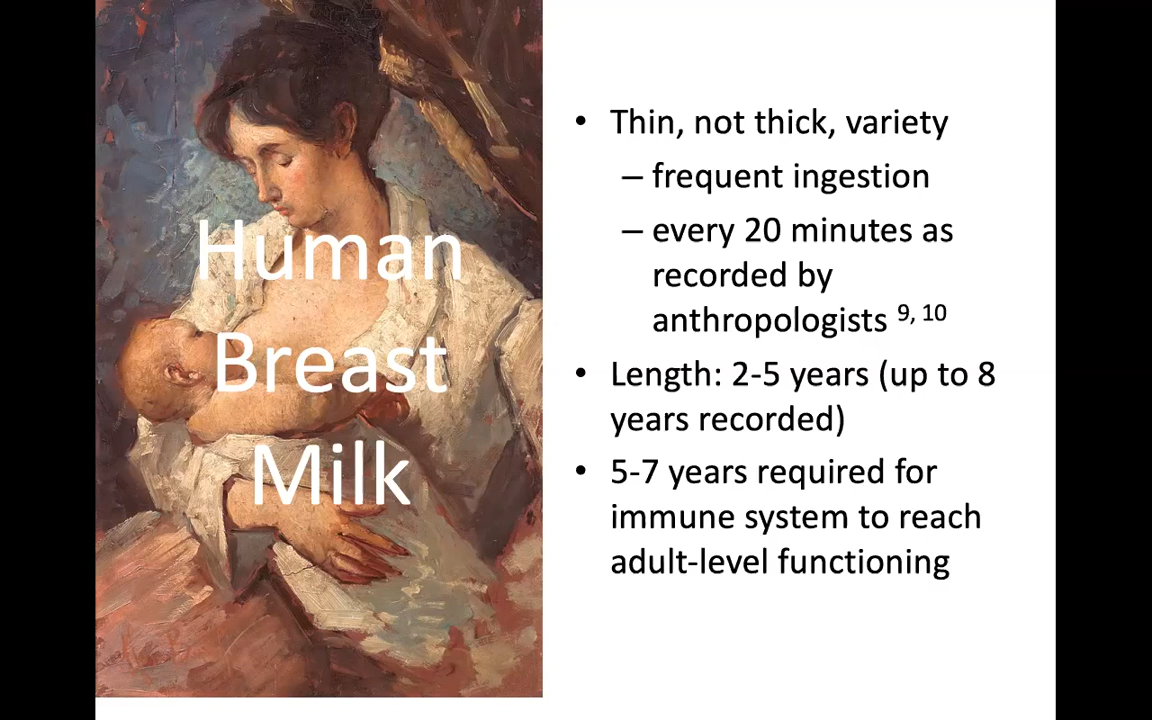 Human
Breast
Milk
• Thin, not thick, variety
– frequent ingestion
– every 20 minutes as
recorded by
anthropologists 9, 10
• Length: 2-5 years (up to 8
years recorded)
• 5-7 years required for
immune system to reach
adult-level functioning